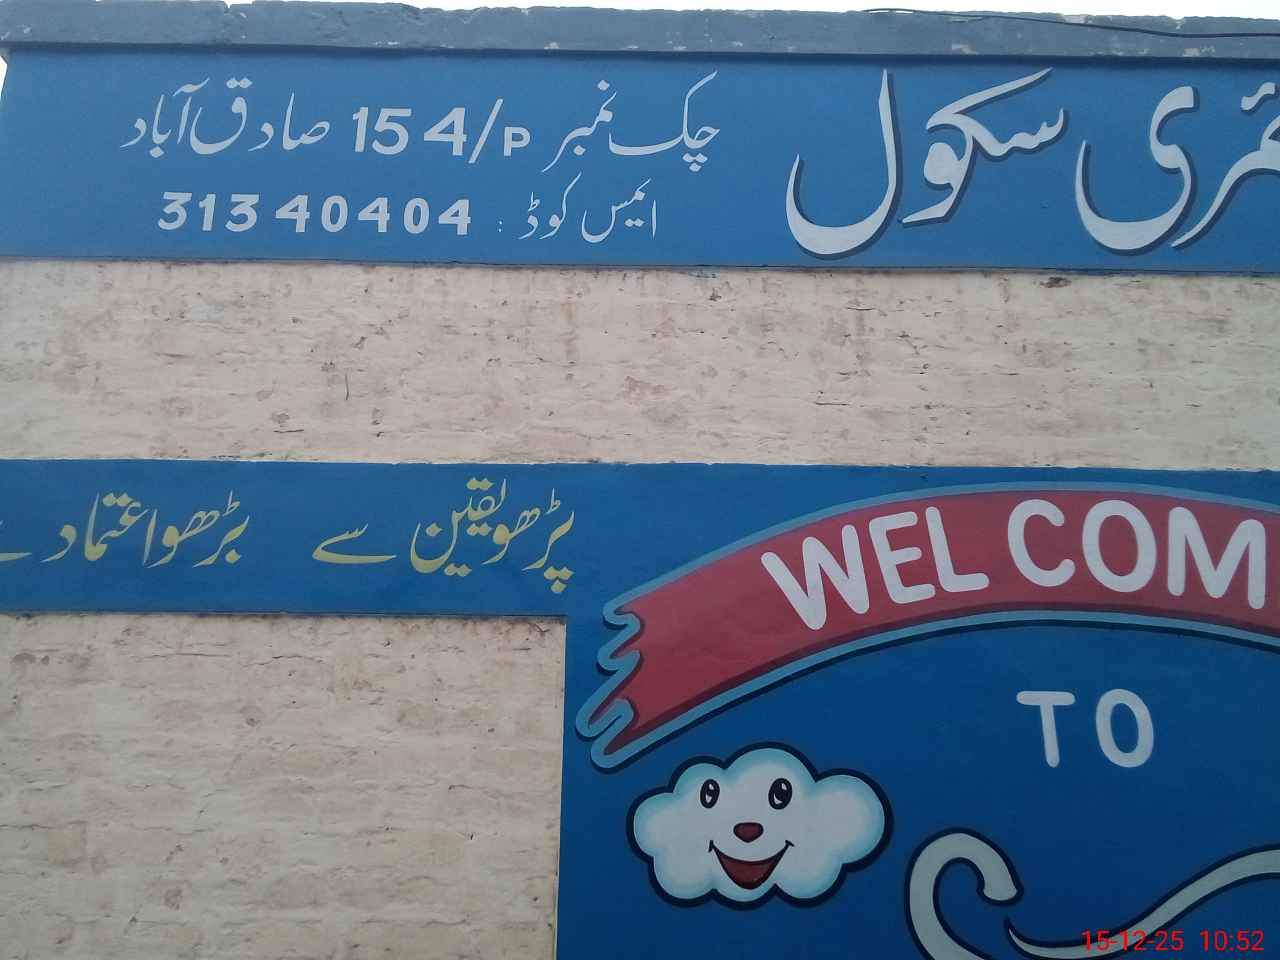 ئمری سکول
چک نمبر 154/P صادق آباد
ایمس کوڈ : 31340404
پڑھو یقین سے بڑھو اعتماد
WELCOM
TO
15-12-25 10:52